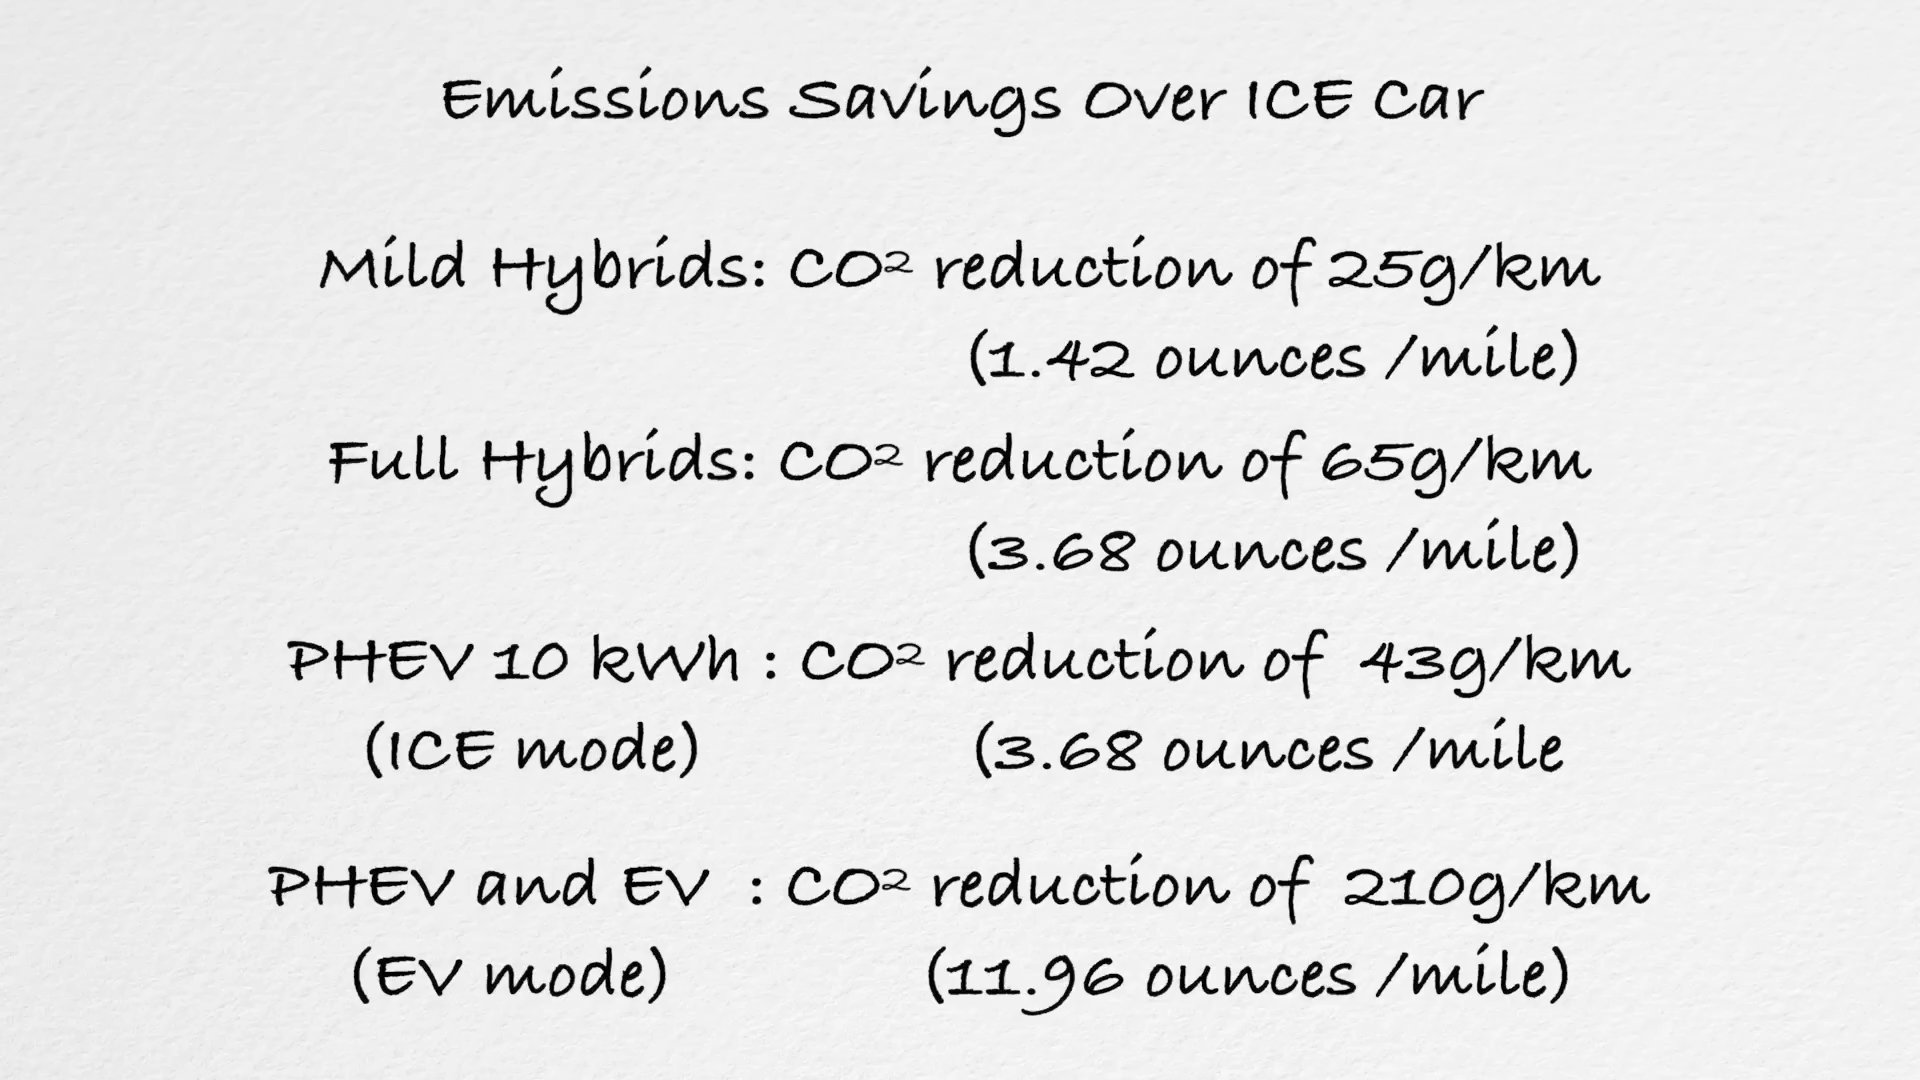 Emissions Savings Over ICE Car
Mild Hybrids: CO² reduction of 25g/km
(1.42 ounces /mile)
Full Hybrids: CO² reduction of 65g/km
(3.68 ounces /mile)
PHEV 10 kWh : CO² reduction of 43g/km
(ICE mode) (3.68 ounces /mile
PHEV and EV : CO² reduction of 210g/km
(EV mode) (11.96 ounces /mile)